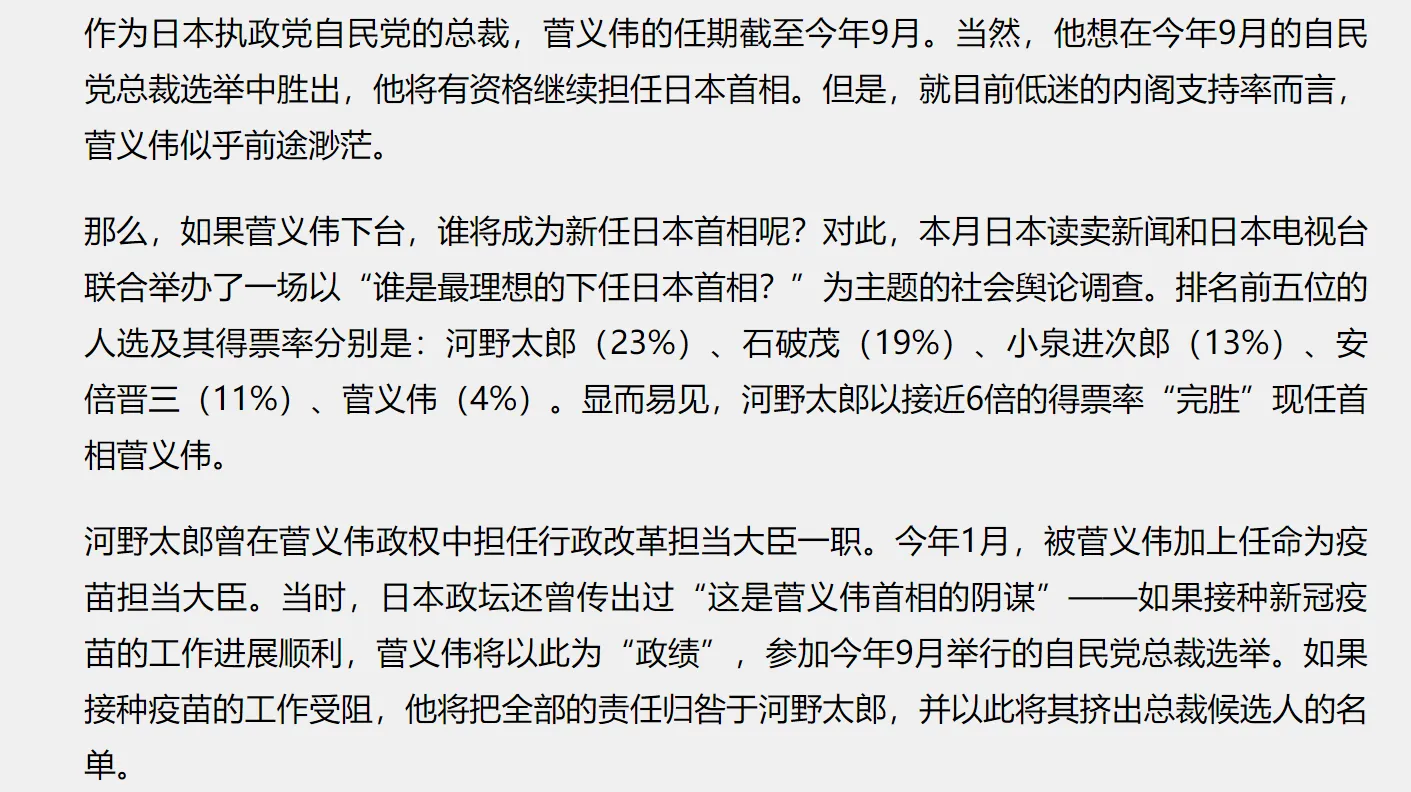 作为日本执政党自民党的总裁，菅义伟的任期截至今年9月。当然，他想在今年9月的自民
党总裁选举中胜出，他将有资格继续担任日本首相。但是，就目前低迷的内阁支持率而言，
菅义伟似乎前途渺茫。
那么，如果菅义伟下台，谁将成为新任日本首相呢？对此，本月日本读卖新闻和日本电视台
联合举办了一场以“谁是最理想的下任日本首相？”为主题的社会舆论调查。排名前五位的
人选及其得票率分别是：河野太郎（23%）、石破茂（19%）、小泉进次郎（13%）、安
倍晋三（11%）、菅义伟（4%）。显而易见，河野太郎以接近6倍的得票率“完胜”现任首
相菅义伟。
河野太郎曾在菅义伟政权中担任行政改革担当大臣一职。今年1月，被菅义伟加上任命为疫
苗担当大臣。当时，日本政坛还曾传出过“这是菅义伟首相的阴谋”——如果接种新冠疫
苗的工作进展顺利，菅义伟将以此为“政绩”，参加今年9月举行的自民党总裁选举。如果
接种疫苗的工作受阻，他将把全部的责任归咎于河野太郎，并以此将其挤出总裁候选人的名
单。